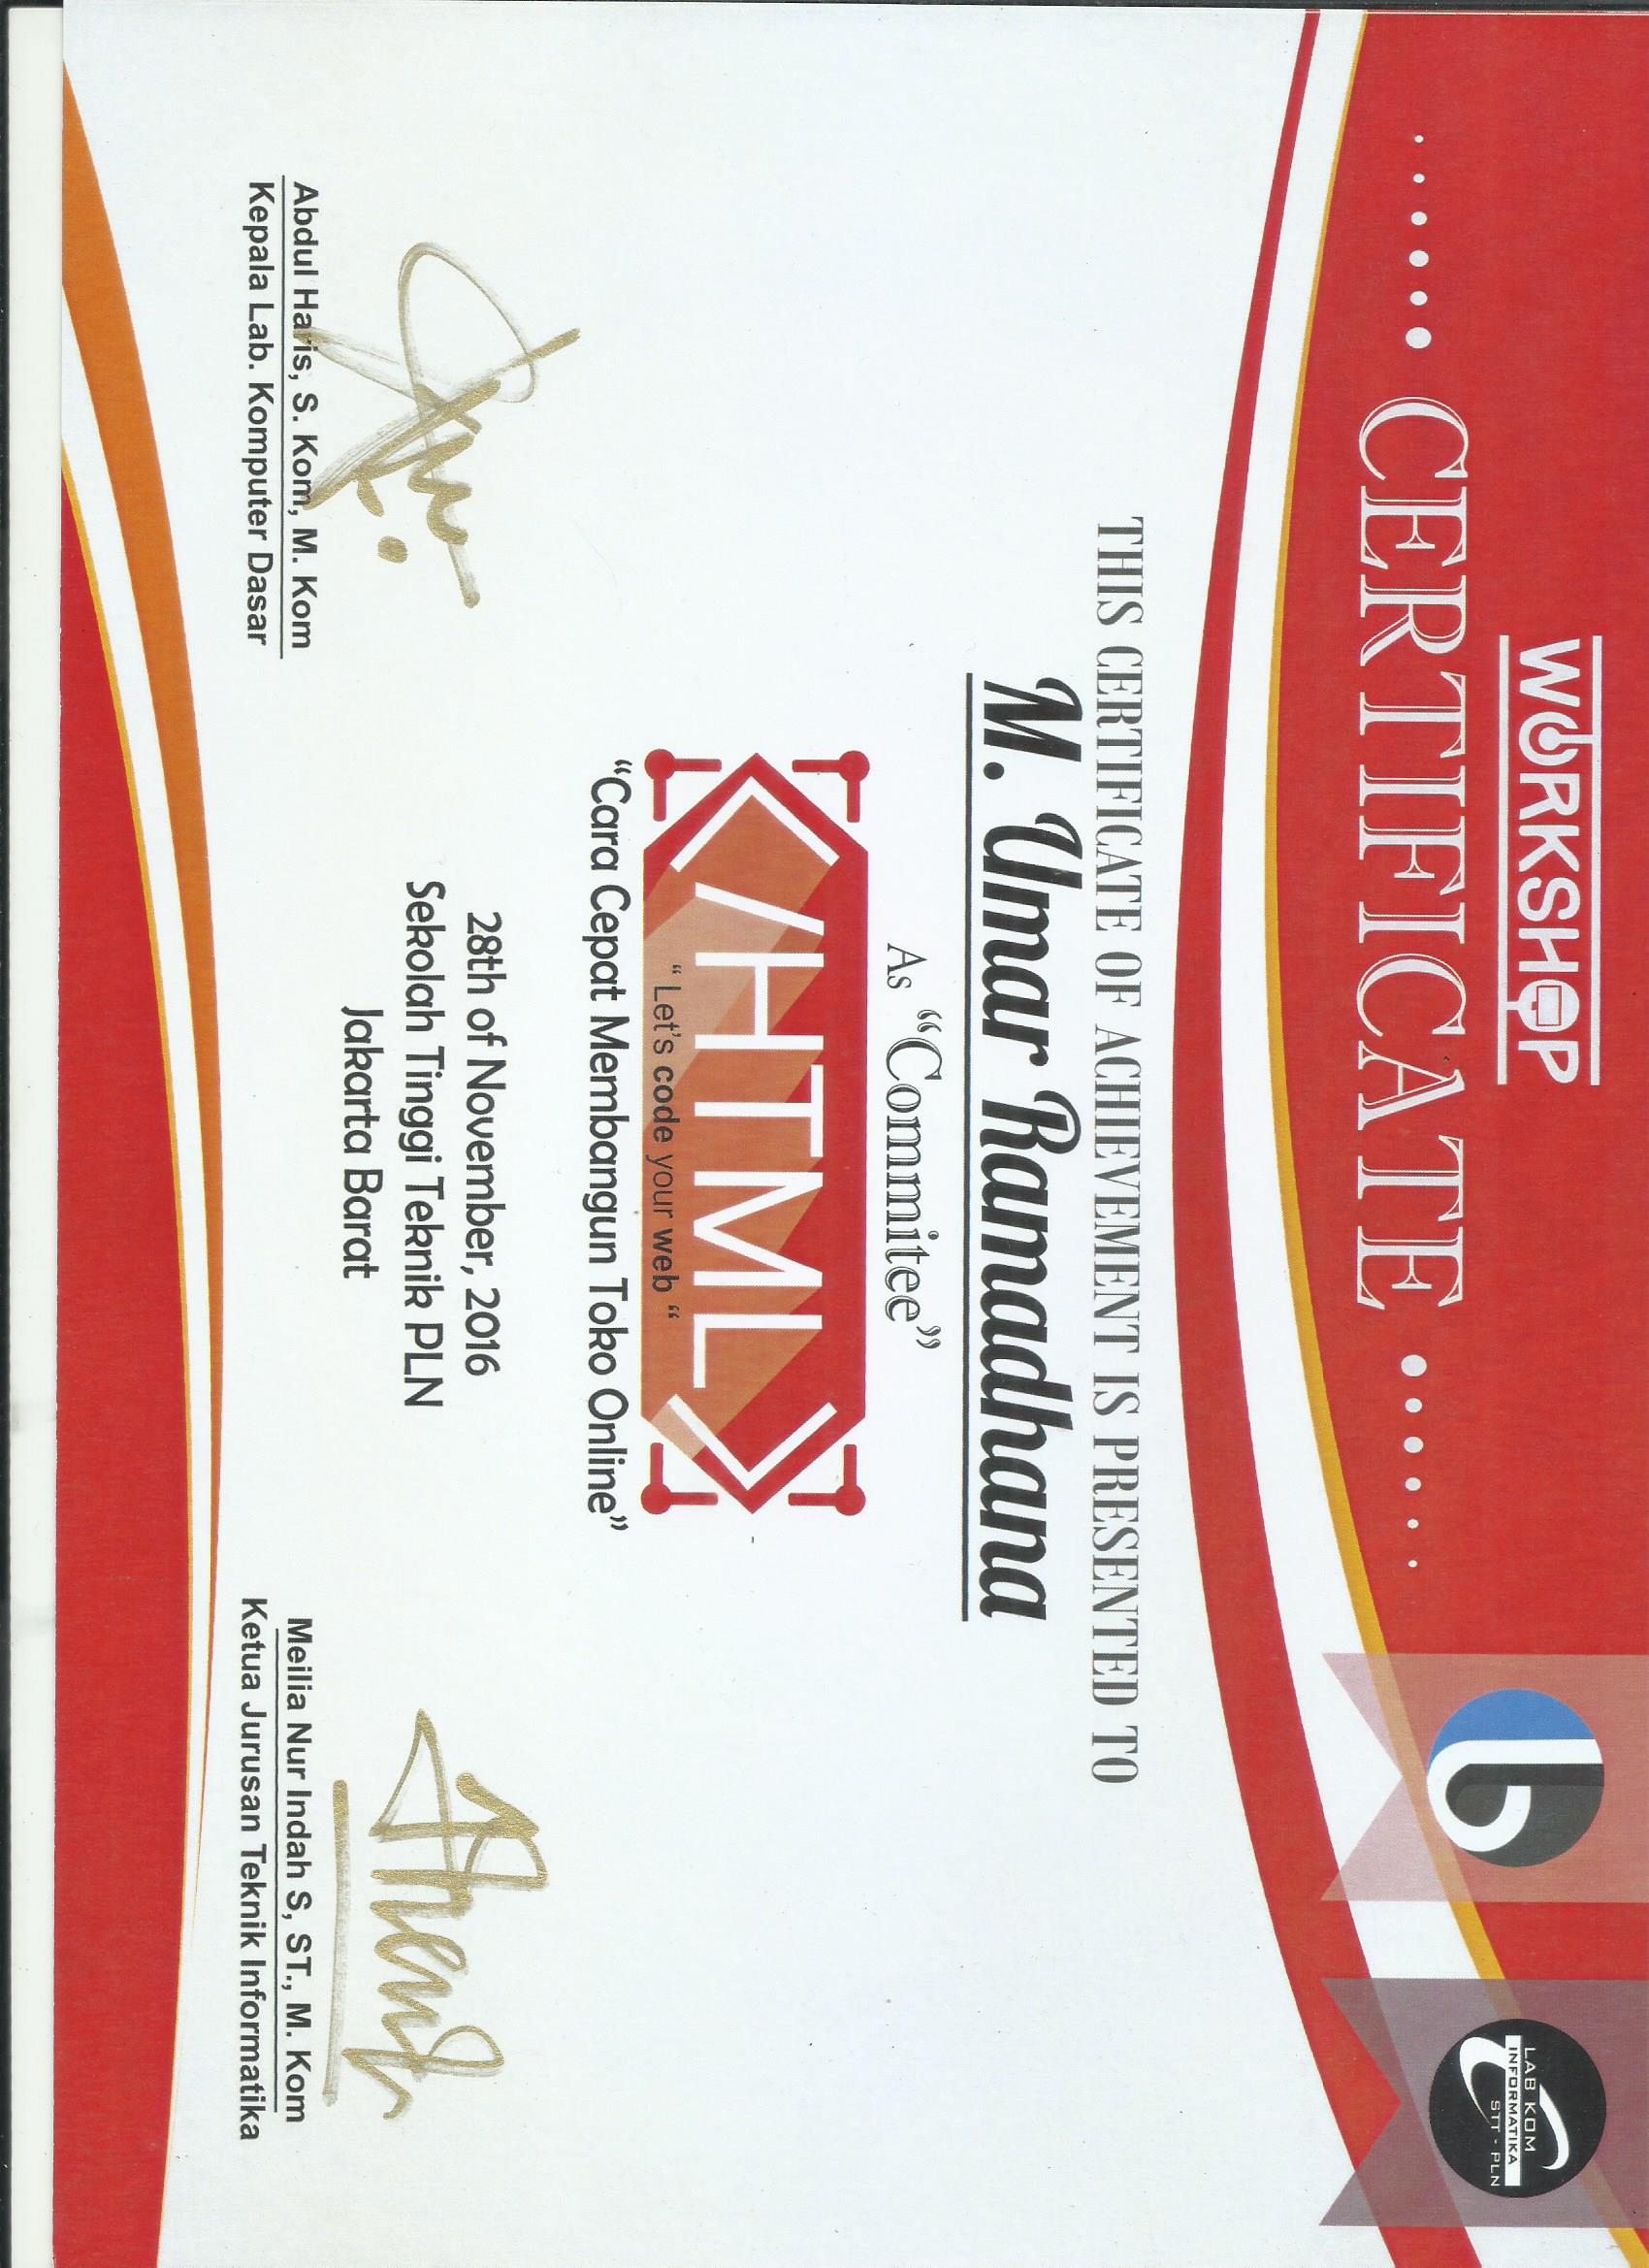 WORKSHOP
CERTIFICATE
b
LAB KOM
INFORMATIKA
STT - PLN
THIS CERTIFICATE OF ACHIEVEMENT IS PRESENTED TO
M. Umar Ramadhana
As “Commitee”
</HTML>
“ Let's code your web “
“Cara Cepat Membangun Toko Online”
28th of November, 2016
Sekolah Tinggi Teknik PLN
Jakarta Barat
Abdul Haris, S. Kom, M. Kom
Kepala Lab. Komputer Dasar
Meilia Nur Indah S, ST., M. Kom
Ketua Jurusan Teknik Informatika